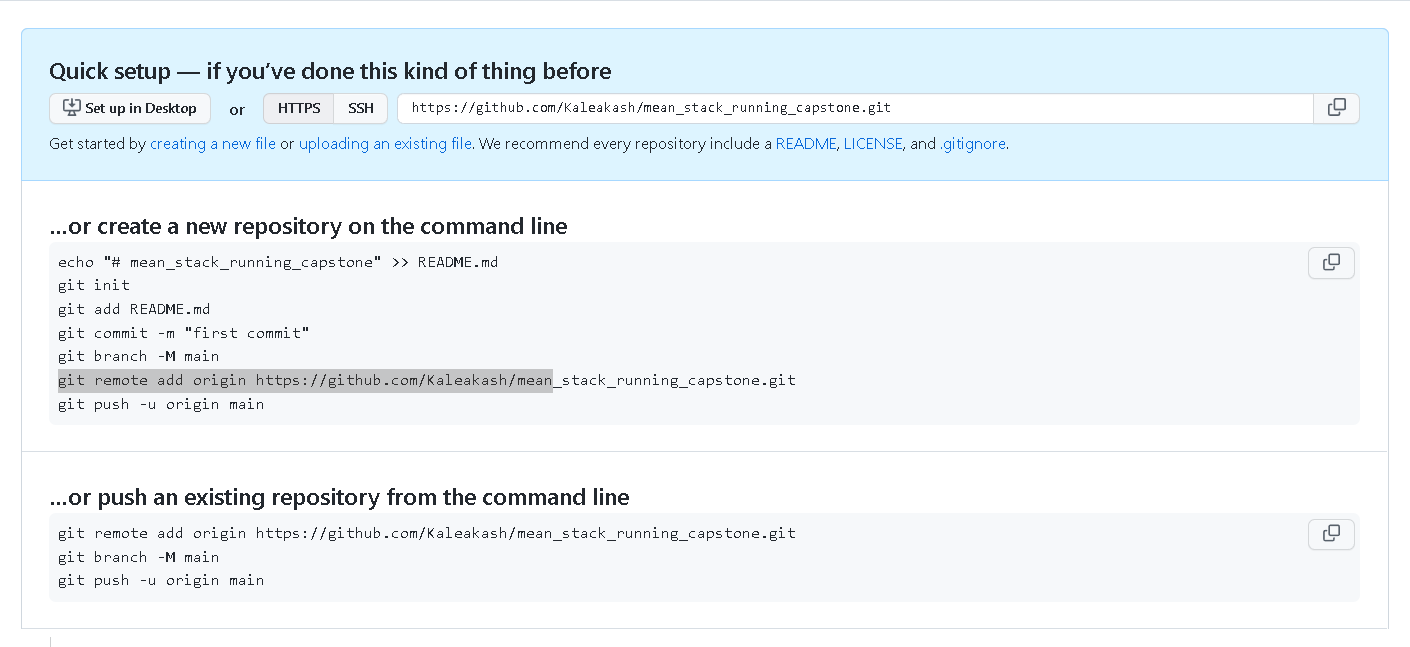 Quick setup — if you've done this kind of thing before
Set up in Desktop or HTTPS SSH https://github.com/Kaleakash/mean_stack_running_capstone.git
Get started by creating a new file or uploading an existing file. We recommend every repository include a README, LICENSE, and .gitignore.
...or create a new repository on the command line
echo "# mean_stack_running_capstone" >> README.md
git init
git add README.md
git commit -m "first commit"
git branch -M main
git remote add origin https://github.com/Kaleakash/mean_stack_running_capstone.git
git push -u origin main
...or push an existing repository from the command line
git remote add origin https://github.com/Kaleakash/mean_stack_running_capstone.git
git branch -M main
git push -u origin main